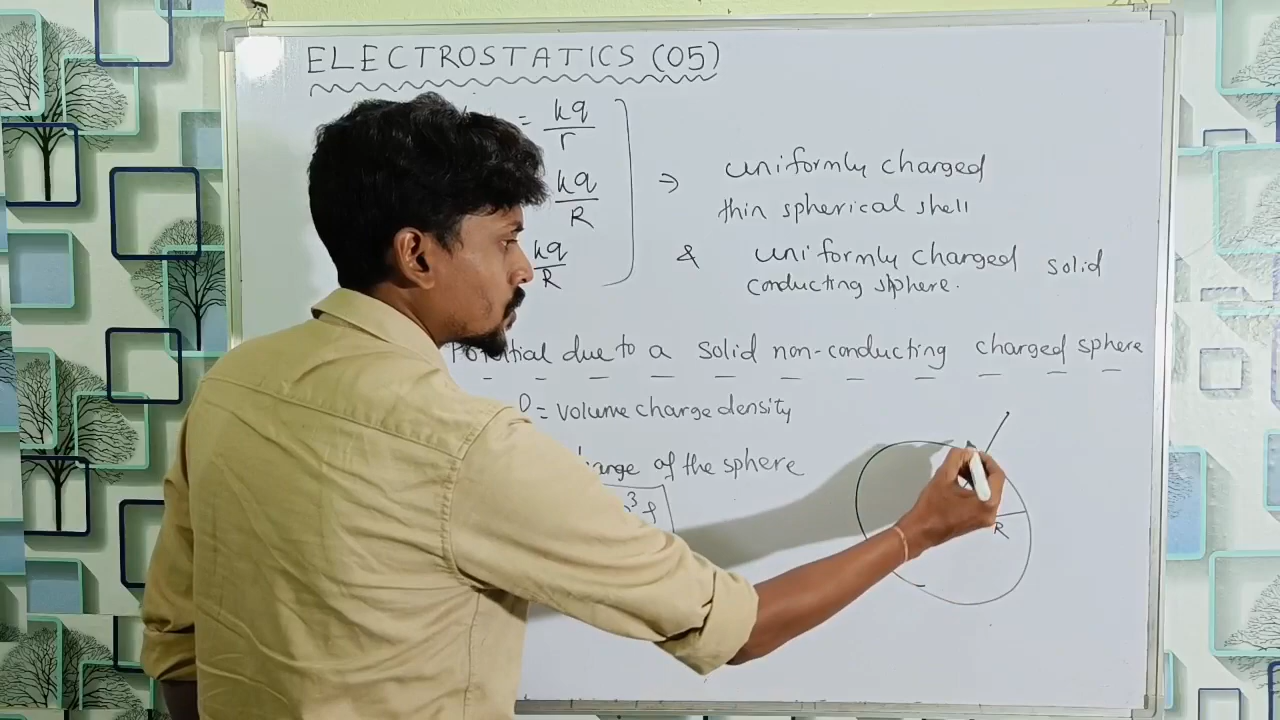 ELECTROSTATICS (05)
= kq/r
kq/R
kq/R
⇒ uniformly charged
thin spherical shell
& uniformly charged solid
conducting sphere.
Potential due to a solid non-conducting charged sphere
ρ = volume charge density
of the sphere
R